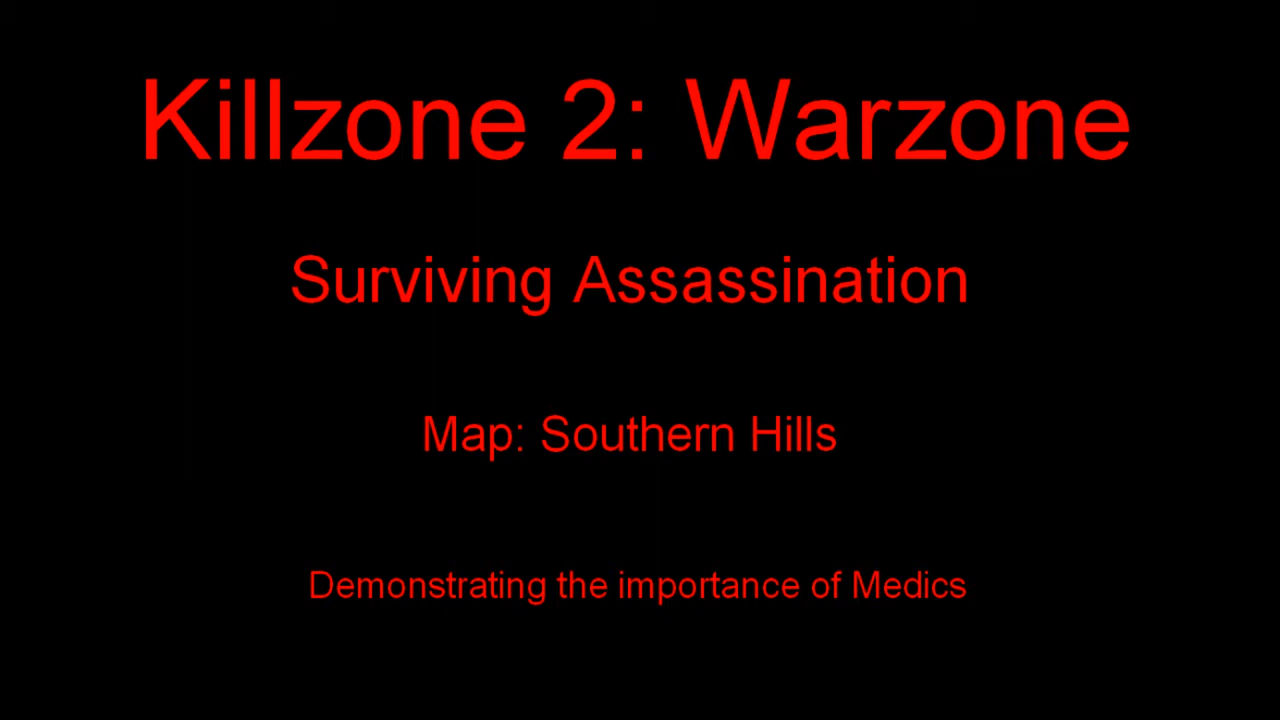 Killzone 2: Warzone
Surviving Assassination
Map: Southern Hills
Demonstrating the importance of Medics